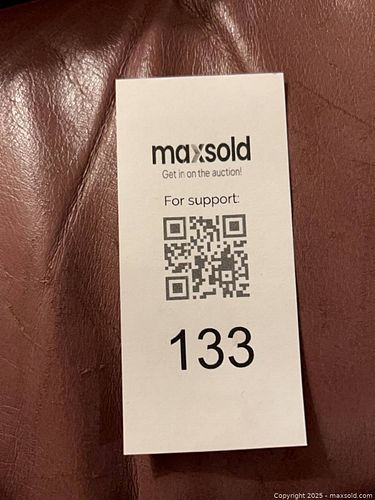 maxsold
Get in on the auction!
For support:
133
Copyright 2025 - maxsold.com